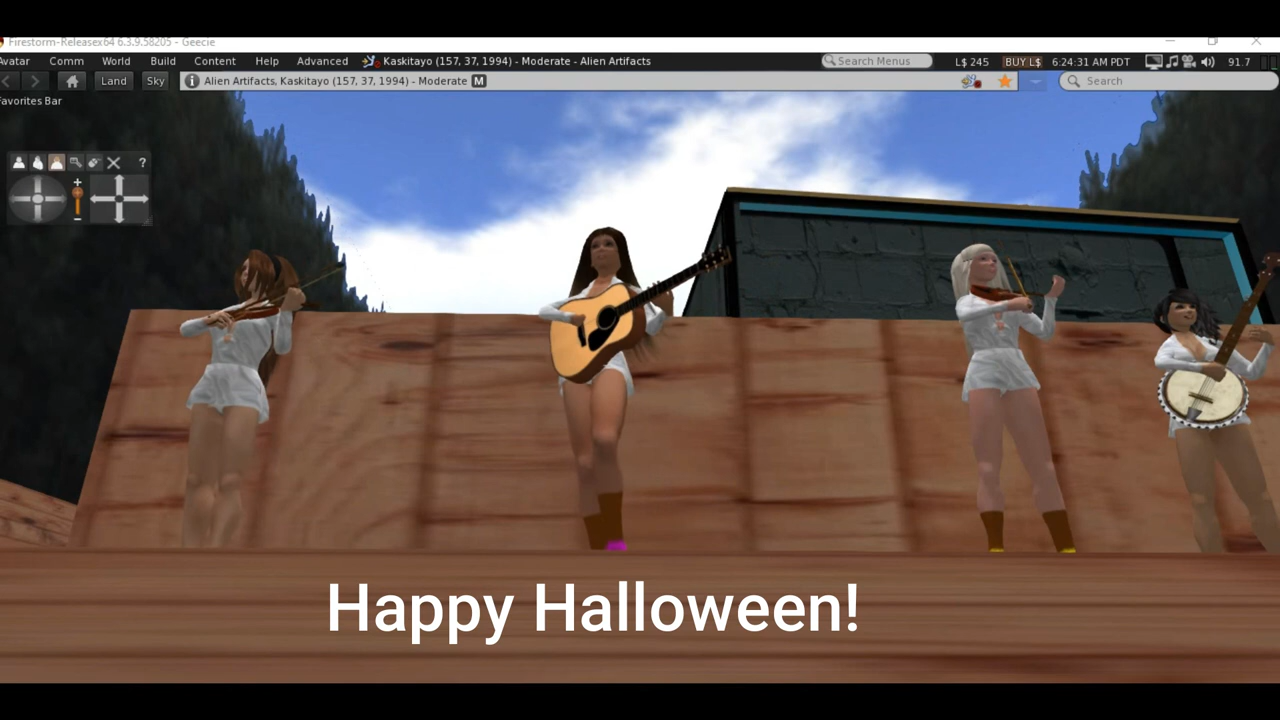 Firestorm-Releasex64 6.3.9.58205 - Geecie
Avatar Comm World Build Content Help Advanced Kaskitayo (157, 37, 1994) - Moderate - Alien Artifacts Search Menus L$ 245 BUY L$ 6:24:31 AM PDT 91.7
Land Sky Alien Artifacts, Kaskitayo (157, 37, 1994) - Moderate M Search
Favorites Bar
?
Happy Halloween!